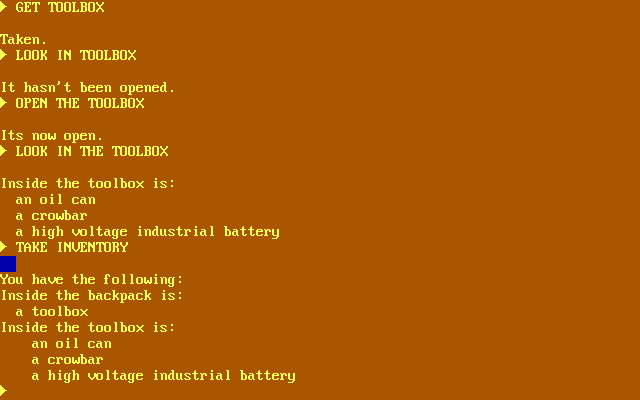 GET TOOLBOX
Taken.
LOOK IN TOOLBOX
It hasn't been opened.
OPEN THE TOOLBOX
Its now open.
LOOK IN THE TOOLBOX
Inside the toolbox is:
an oil can
a crowbar
a high voltage industrial battery
TAKE INVENTORY
You have the following:
Inside the backpack is:
a toolbox
Inside the toolbox is:
an oil can
a crowbar
a high voltage industrial battery